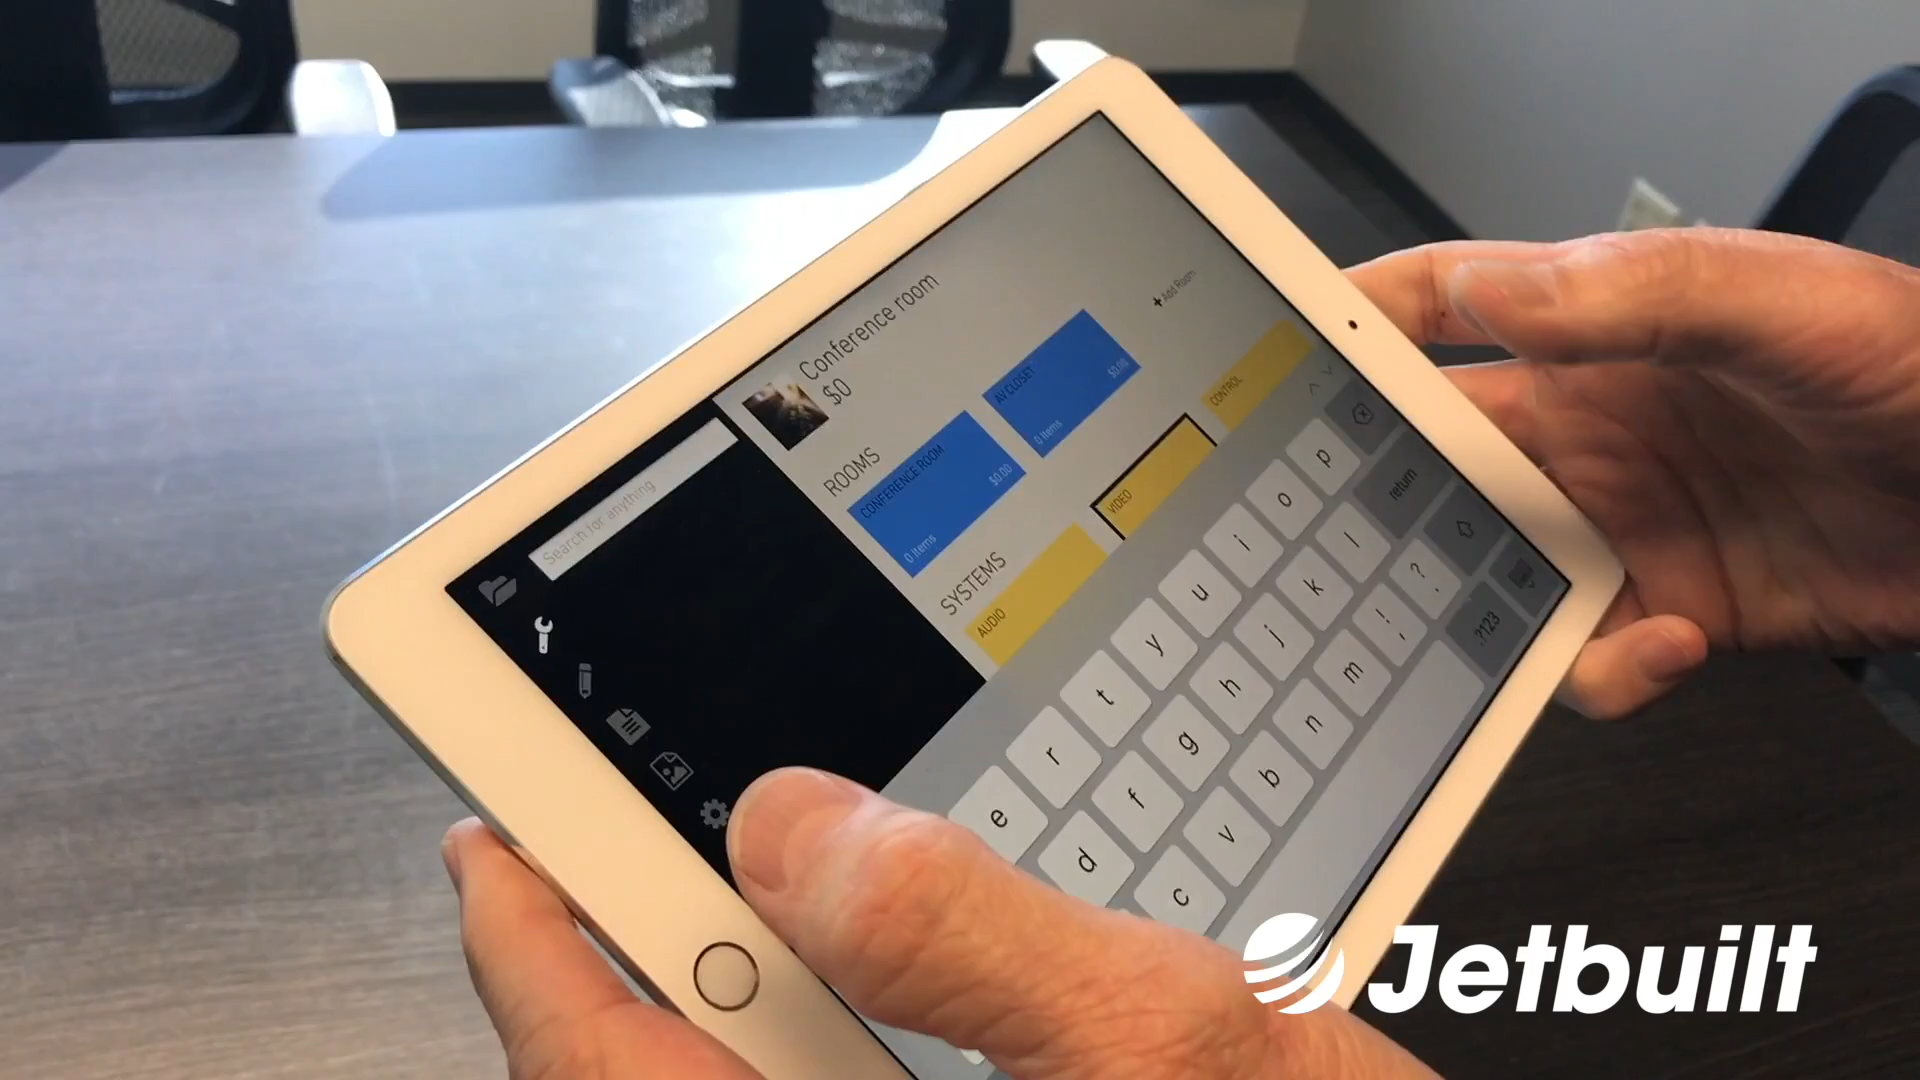 Conference room
$0
+ Add Room
Search for anything
ROOMS
CONFERENCE ROOM
0 Items
$0.00
AV CLOSET
0 Items
$0.00
SYSTEMS
AUDIO
VIDEO
CONTROL
e r t y u i o p
d f g h j k l return
c v b n m ! , ? 
?123
Jetbuilt